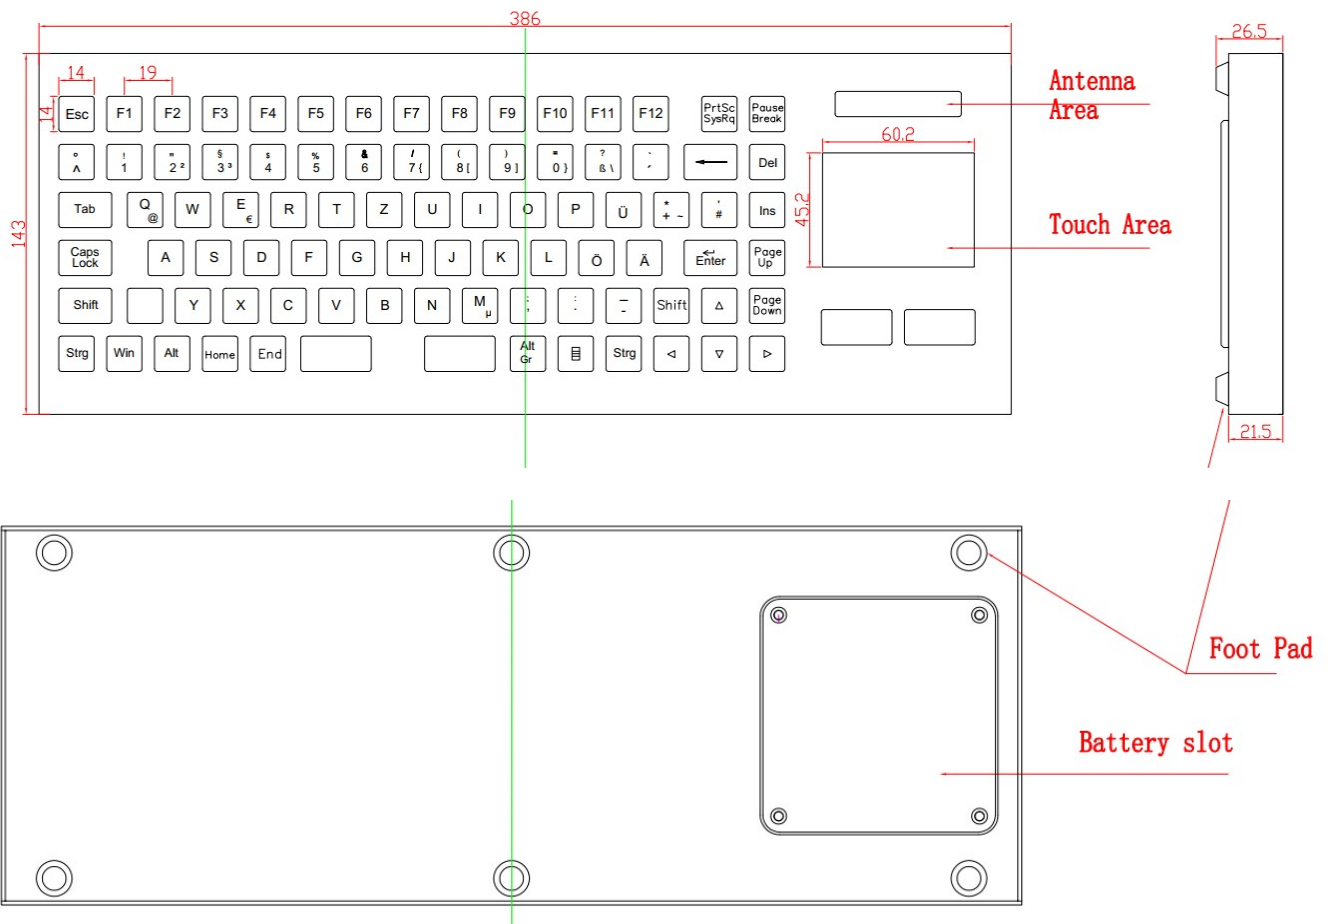 386
26.5
14
19
14
143
Esc F1 F2 F3 F4 F5 F6 F7 F8 F9 F10 F11 F12 PrtSc SysRq Pause Break
Antenna
Area
60.2
° ! " § $ % & / ( ) = ? `
^ 1 2 ² 3 ³ 4 5 6 7 { 8 [ 9 ] 0 } ß \ ´ Del
Tab Q @ W E € R T Z U I O P Ü * + ~ ' # Ins
45.2
Touch Area
Caps Lock A S D F G H J K L Ö Ä Enter Page Up
Shift Y X C V B N M µ ; , : . — - Shift Page Down
Strg Win Alt Home End Alt Gr Strg
21.5
Foot Pad
Battery slot